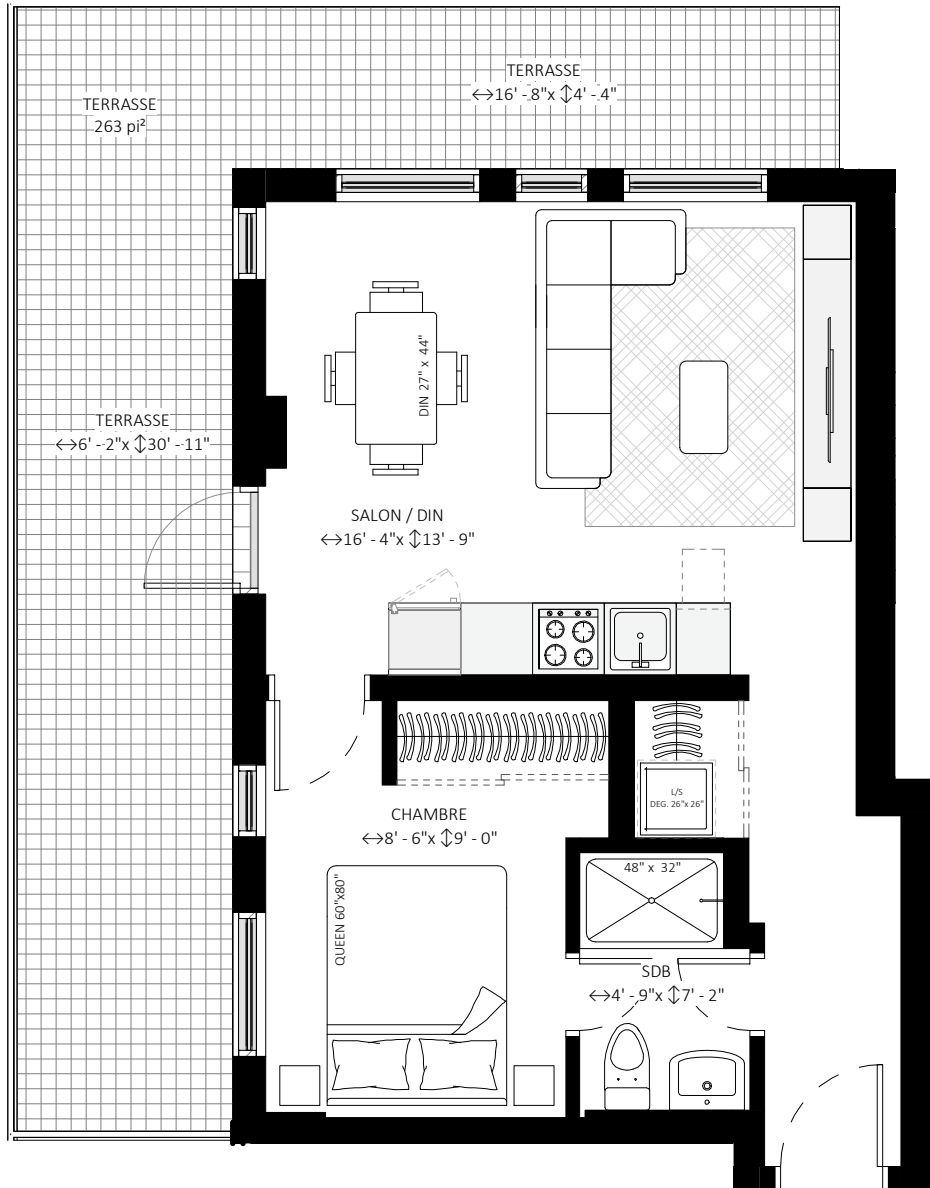 TERRASSE
↔16' - 8"x ↕4' - 4"
TERRASSE
263 pi²
TERRASSE
↔6' - 2"x ↕30' - 11"
DIN 27" x 44"
SALON / DIN
↔16' - 4"x ↕13' - 9"
L/S
DEG. 26"x 26"
CHAMBRE
↔8' - 6"x ↕9' - 0"
48" x 32"
QUEEN 60"x80"
SDB
↔4' - 9"x ↕7' - 2"